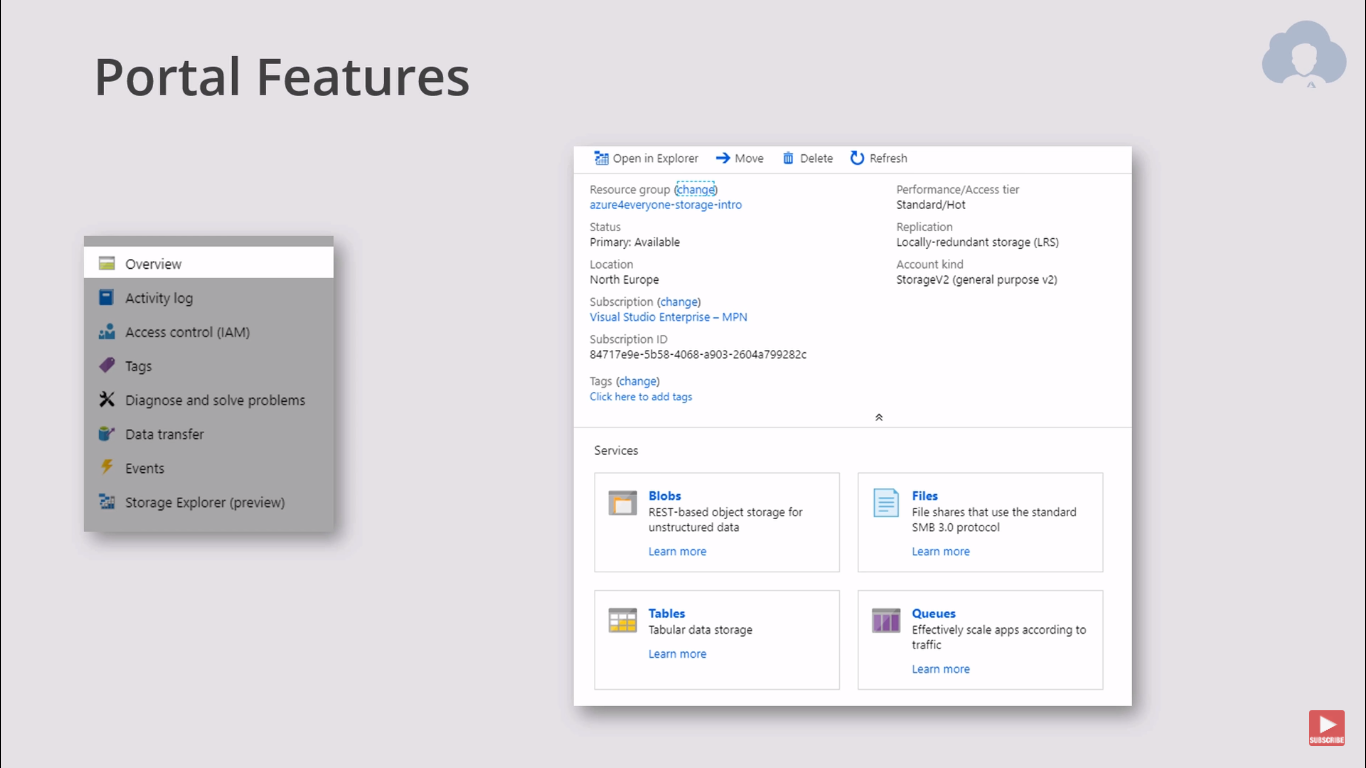 Portal Features
Overview
Activity log
Access control (IAM)
Tags
Diagnose and solve problems
Data transfer
Events
Storage Explorer (preview)
Open in Explorer Move Delete Refresh
Resource group (change)
azure4everyone-storage-intro
Status
Primary: Available
Location
North Europe
Subscription (change)
Visual Studio Enterprise – MPN
Subscription ID
84717e9e-5b58-4068-a903-2604a799282c
Tags (change)
Click here to add tags
Performance/Access tier
Standard/Hot
Replication
Locally-redundant storage (LRS)
Account kind
StorageV2 (general purpose v2)
Services
Blobs
REST-based object storage for
unstructured data
Learn more
Files
File shares that use the standard
SMB 3.0 protocol
Learn more
Tables
Tabular data storage
Learn more
Queues
Effectively scale apps according to
traffic
Learn more
SUBSCRIBE